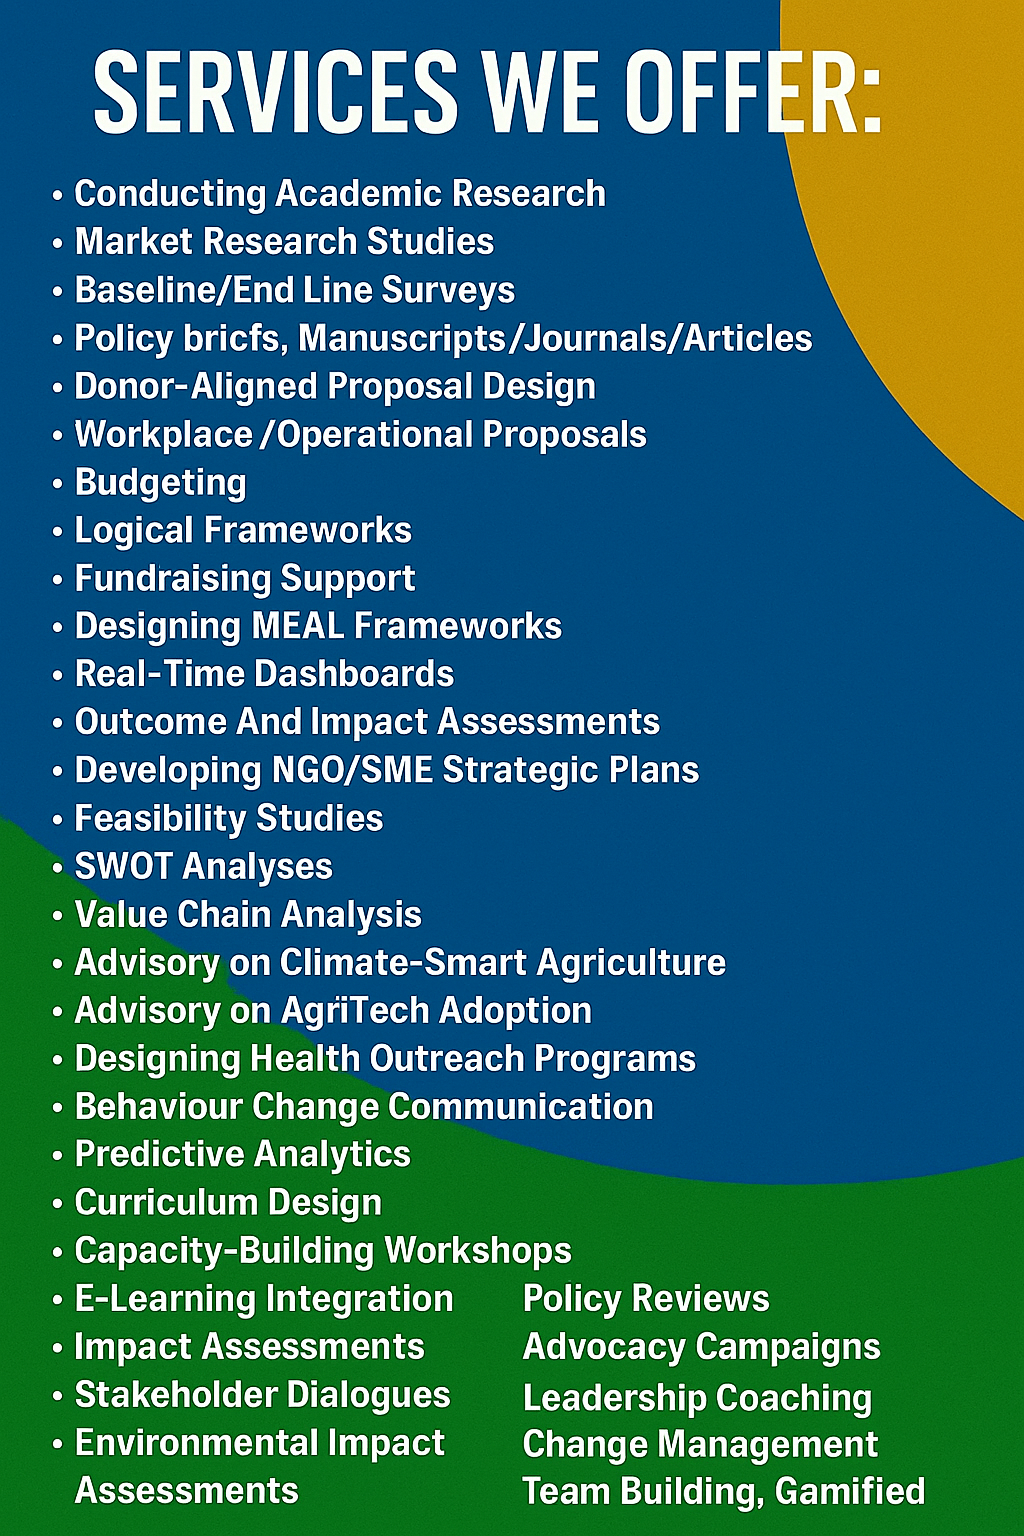 SERVICES WE OFFER:
• Conducting Academic Research
• Market Research Studies
• Baseline/End Line Surveys
• Policy bricfs, Manuscripts/Journals/Articles
• Donor-Aligned Proposal Design
• Workplace/Operational Proposals
• Budgeting
• Logical Frameworks
• Fundraising Support
• Designing MEAL Frameworks
• Real-Time Dashboards
• Outcome And Impact Assessments
• Developing NGO/SME Strategic Plans
• Feasibility Studies
• SWOT Analyses
• Value Chain Analysis
• Advisory on Climate-Smart Agriculture
• Advisory on AgriTech Adoption
• Designing Health Outreach Programs
• Behaviour Change Communication
• Predictive Analytics
• Curriculum Design
• Capacity-Building Workshops
• E-Learning Integration
• Impact Assessments
• Stakeholder Dialogues
• Environmental Impact
Assessments
Policy Reviews
Advocacy Campaigns
Leadership Coaching
Change Management
Team Building, Gamified